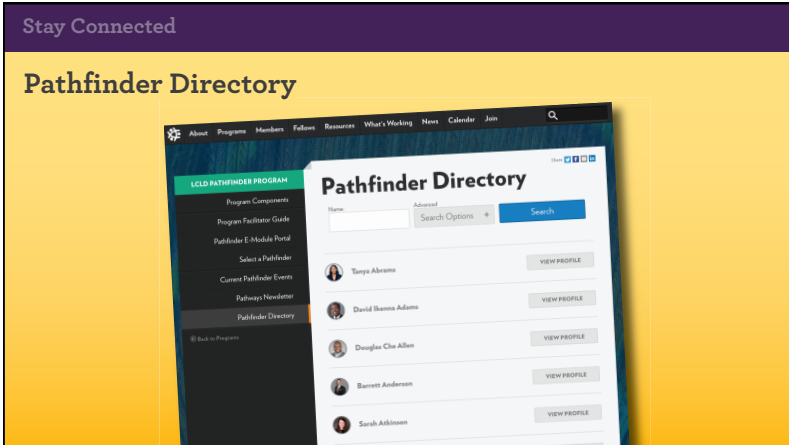 Stay Connected
Pathfinder Directory
About Programs Members Fellows Resources What's Working News Calendar Join
Share
LCLD PATHFINDER PROGRAM
Program Components
Program Facilitator Guide
Pathfinder E-Module Portal
Select a Pathfinder
Current Pathfinder Events
Pathways Newsletter
Pathfinder Directory
Back to Programs
Pathfinder Directory
Name
Advanced
Search Options +
Search
Tanya Abrams VIEW PROFILE
David Ikenna Adams VIEW PROFILE
Douglas Che Allen VIEW PROFILE
Barrett Anderson VIEW PROFILE
Sarah Atkinson VIEW PROFILE